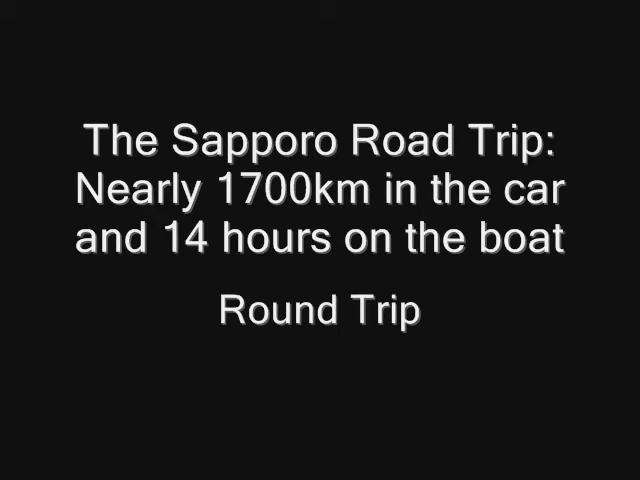 The Sapporo Road Trip:
Nearly 1700km in the car
and 14 hours on the boat
Round Trip